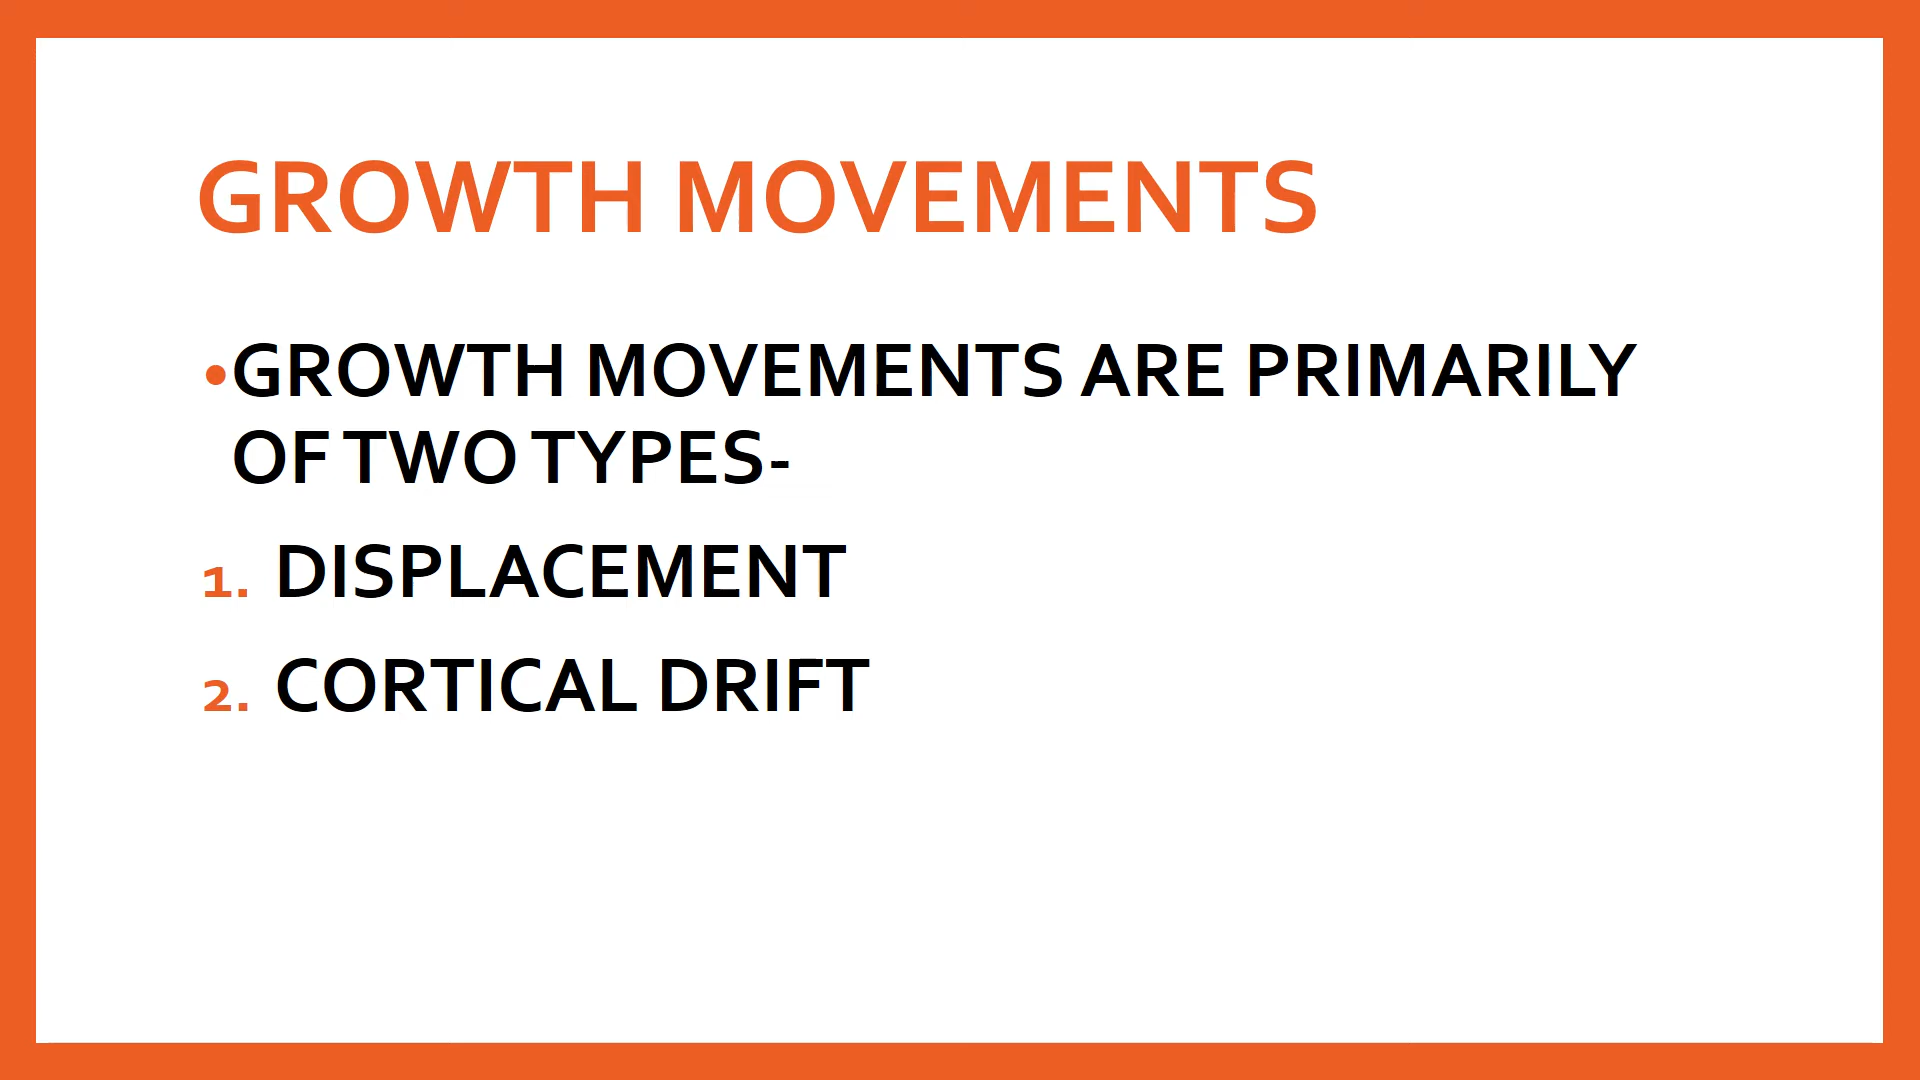 GROWTH MOVEMENTS
•GROWTH MOVEMENTS ARE PRIMARILY
OF TWO TYPES-
1. DISPLACEMENT
2. CORTICAL DRIFT